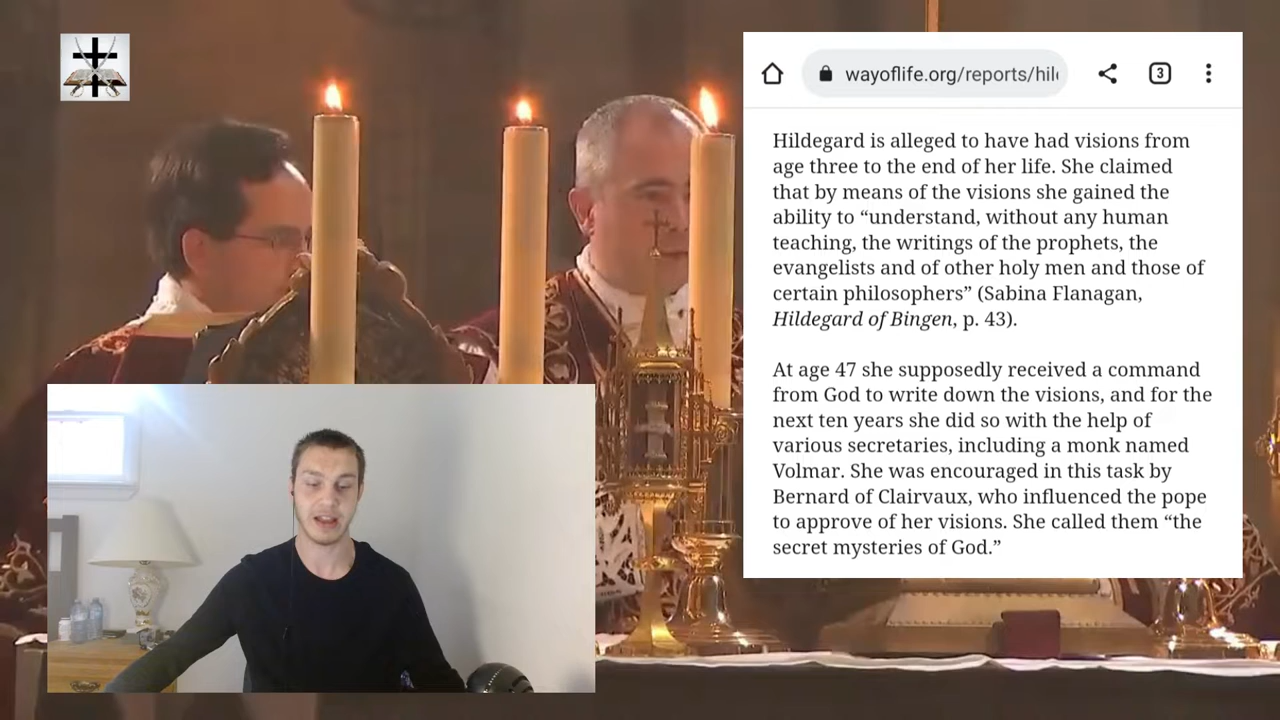 wayoflife.org/reports/hild
3
Hildegard is alleged to have had visions from
age three to the end of her life. She claimed
that by means of the visions she gained the
ability to “understand, without any human
teaching, the writings of the prophets, the
evangelists and of other holy men and those of
certain philosophers” (Sabina Flanagan,
Hildegard of Bingen, p. 43).
At age 47 she supposedly received a command
from God to write down the visions, and for the
next ten years she did so with the help of
various secretaries, including a monk named
Volmar. She was encouraged in this task by
Bernard of Clairvaux, who influenced the pope
to approve of her visions. She called them “the
secret mysteries of God.”